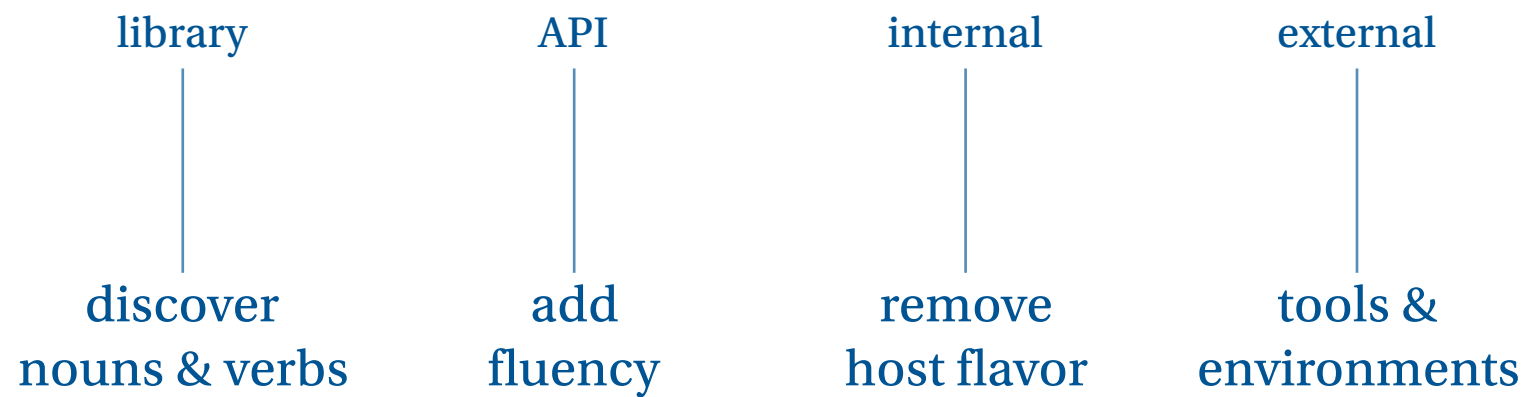 library
API
internal
external
discover
nouns & verbs
add
fluency
remove
host flavor
tools &
environments